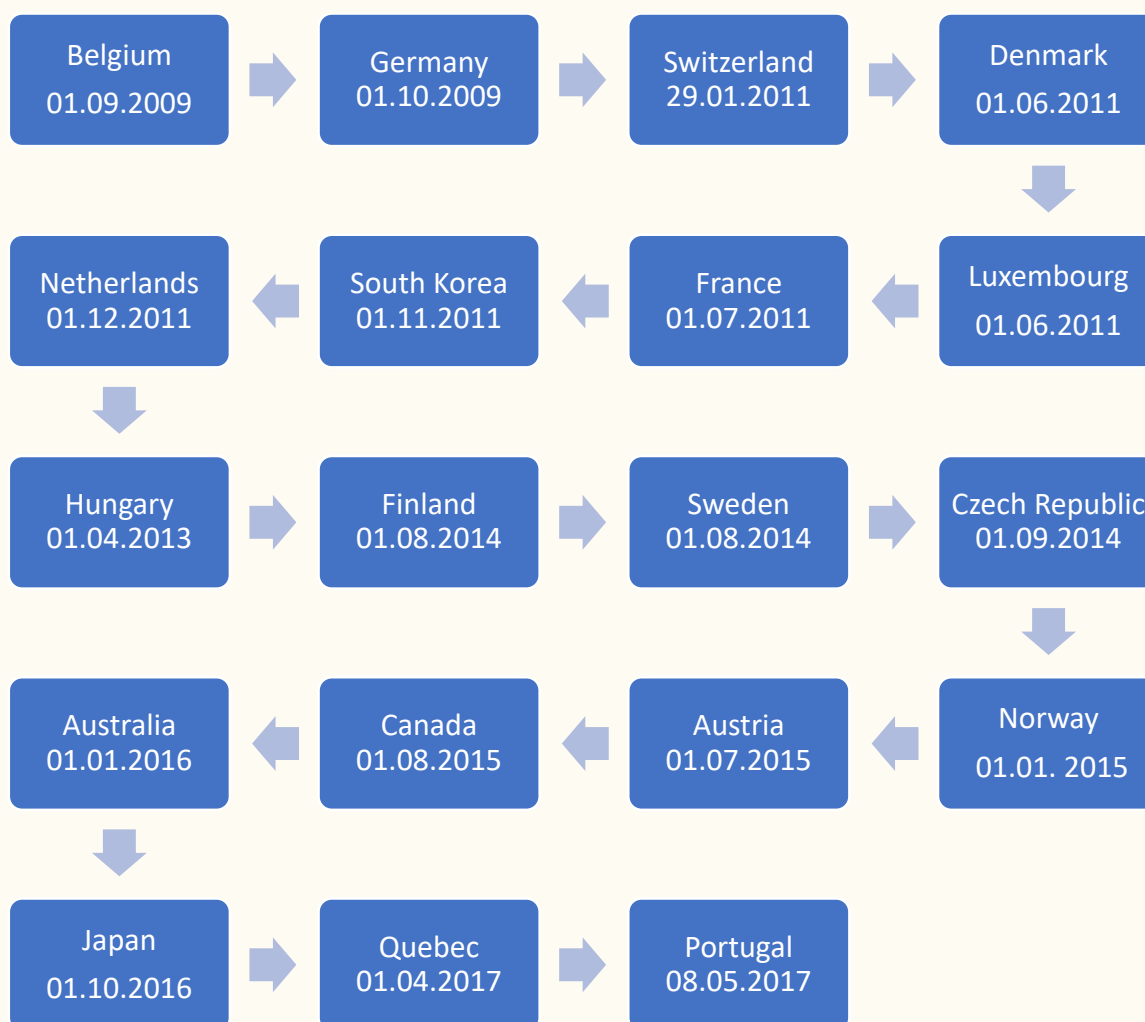 Belgium
01.09.2009
Germany
01.10.2009
Switzerland
29.01.2011
Denmark
01.06.2011
Luxembourg
01.06.2011
France
01.07.2011
South Korea
01.11.2011
Netherlands
01.12.2011
Hungary
01.04.2013
Finland
01.08.2014
Sweden
01.08.2014
Czech Republic
01.09.2014
Norway
01.01. 2015
Austria
01.07.2015
Canada
01.08.2015
Australia
01.01.2016
Japan
01.10.2016
Quebec
01.04.2017
Portugal
08.05.2017